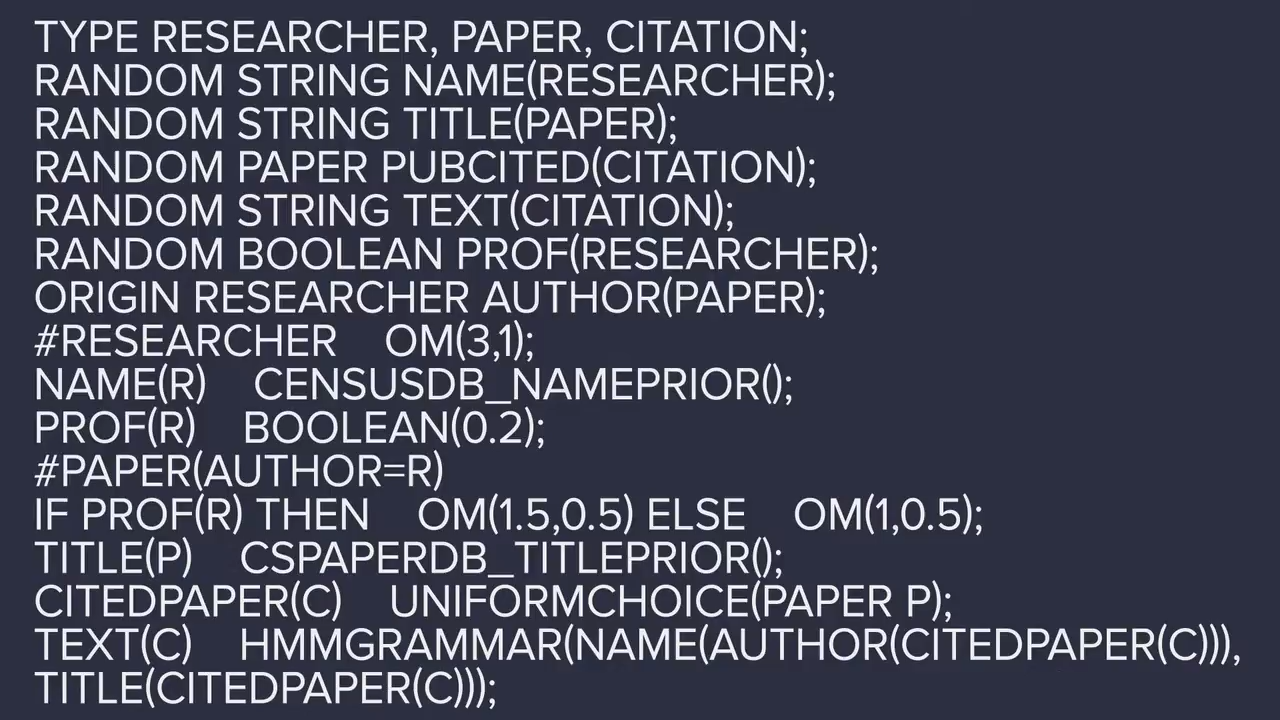 TYPE RESEARCHER, PAPER, CITATION;
RANDOM STRING NAME(RESEARCHER);
RANDOM STRING TITLE(PAPER);
RANDOM PAPER PUBCITED(CITATION);
RANDOM STRING TEXT(CITATION);
RANDOM BOOLEAN PROF(RESEARCHER);
ORIGIN RESEARCHER AUTHOR(PAPER);
#RESEARCHER OM(3,1);
NAME(R) CENSUSDB_NAMEPRIOR();
PROF(R) BOOLEAN(0.2);
#PAPER(AUTHOR=R)
IF PROF(R) THEN OM(1.5,0.5) ELSE OM(1,0.5);
TITLE(P) CSPAPERDB_TITLEPRIOR();
CITEDPAPER(C) UNIFORMCHOICE(PAPER P);
TEXT(C) HMMGRAMMAR(NAME(AUTHOR(CITEDPAPER(C))),
TITLE(CITEDPAPER(C)));